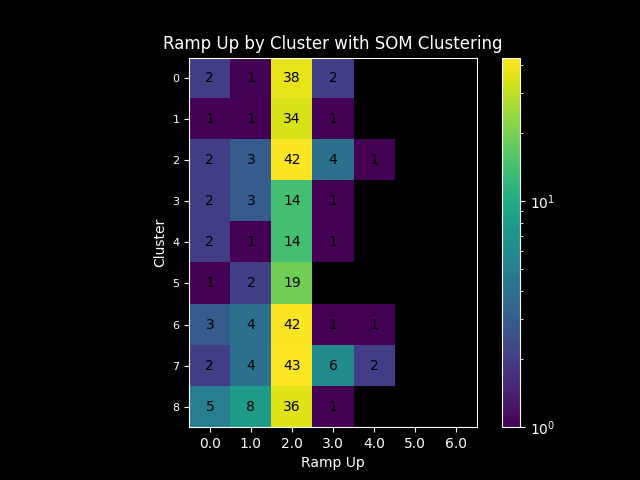 Ramp Up by Cluster with SOM Clustering
0 2 1 38 2
1 1 1 34 1
2 2 3 42 4 1
3 2 3 14 1
4 2 1 14 1
5 1 2 19
6 3 4 42 1 1
7 2 4 43 6 2
8 5 8 36 1
0.0 1.0 2.0 3.0 4.0 5.0 6.0
Ramp Up
Cluster
10¹
10⁰